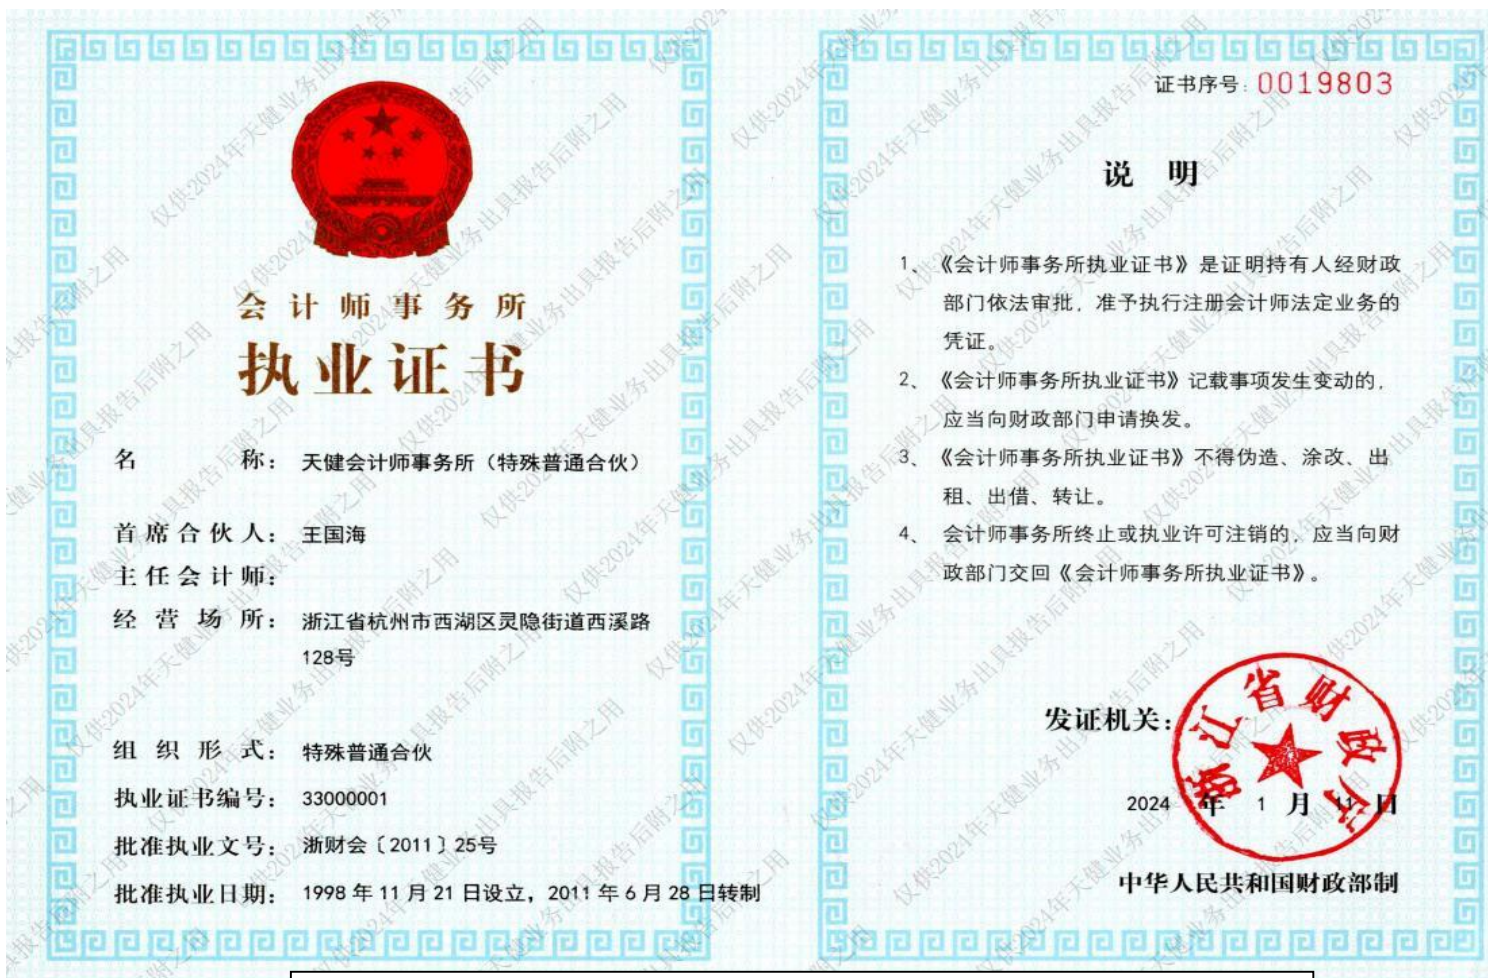 会计师事务所
执业证书
名 称： 天健会计师事务所（特殊普通合伙）
首席合伙人： 王国海
主任会计师：
经营场所： 浙江省杭州市西湖区灵隐街道西溪路
128号
组织形式： 特殊普通合伙
执业证书编号： 33000001
批准执业文号： 浙财会〔2011〕25号
批准执业日期： 1998年11月21日设立，2011年6月28日转制
证书序号：0019803
说 明
1、《会计师事务所执业证书》是证明持有人经财政
部门依法审批，准予执行注册会计师法定业务的
凭证。
2、《会计师事务所执业证书》记载事项发生变动的，
应当向财政部门申请换发。
3、《会计师事务所执业证书》不得伪造、涂改、出
租、出借、转让。
4、会计师事务所终止或执业许可注销的，应当向财
政部门交回《会计师事务所执业证书》。
发证机关：
浙江省财政厅
2024年1月11日
中华人民共和国财政部制
仅供2024年天健业务出具报告后附之用